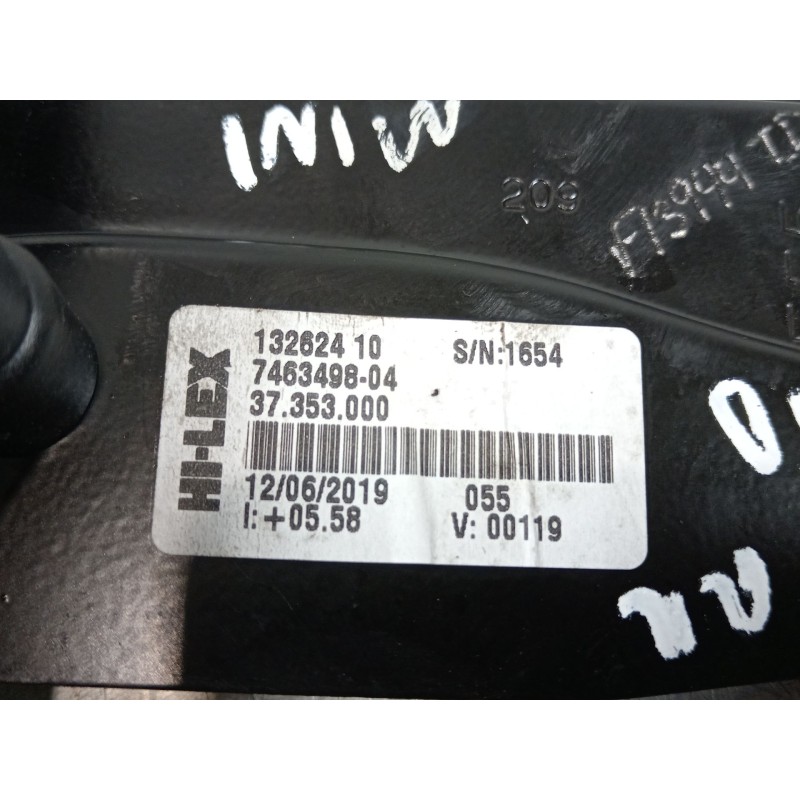 MINI
209
HI-LEX
132624 10 S/N:1654
7463498-04
37.353.000
12/06/2019 055
I:+05.58 V: 00119